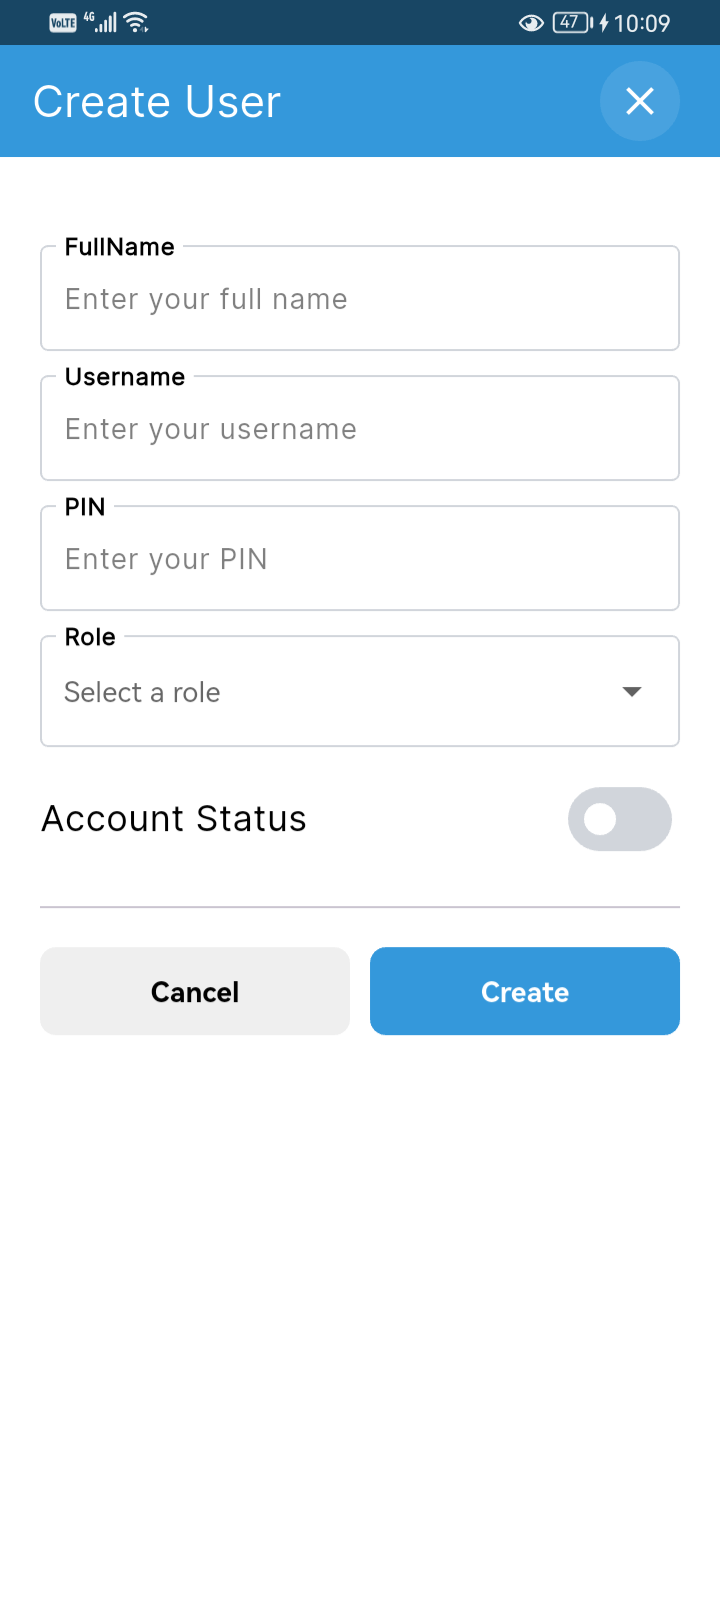 VoLTE 4G 47 10:09
Create User
FullName
Enter your full name
Username
Enter your username
PIN
Enter your PIN
Role
Select a role
Account Status
Cancel Create